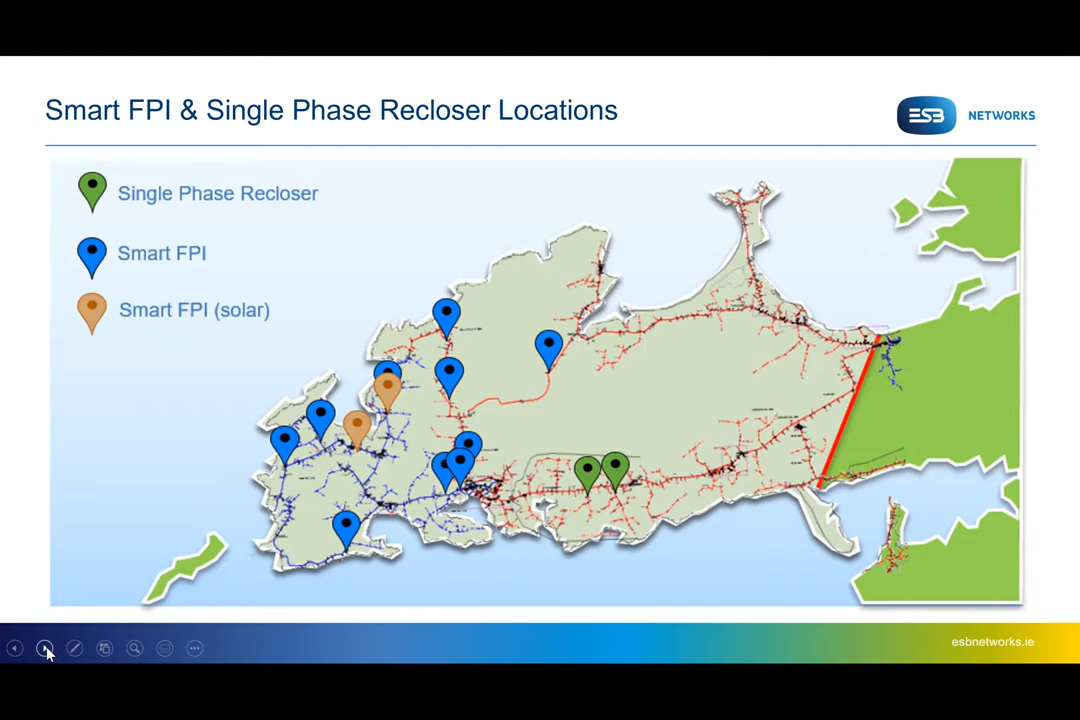 Smart FPI & Single Phase Recloser Locations
ESB NETWORKS
Single Phase Recloser
Smart FPI
Smart FPI (solar)
esbnetworks.ie